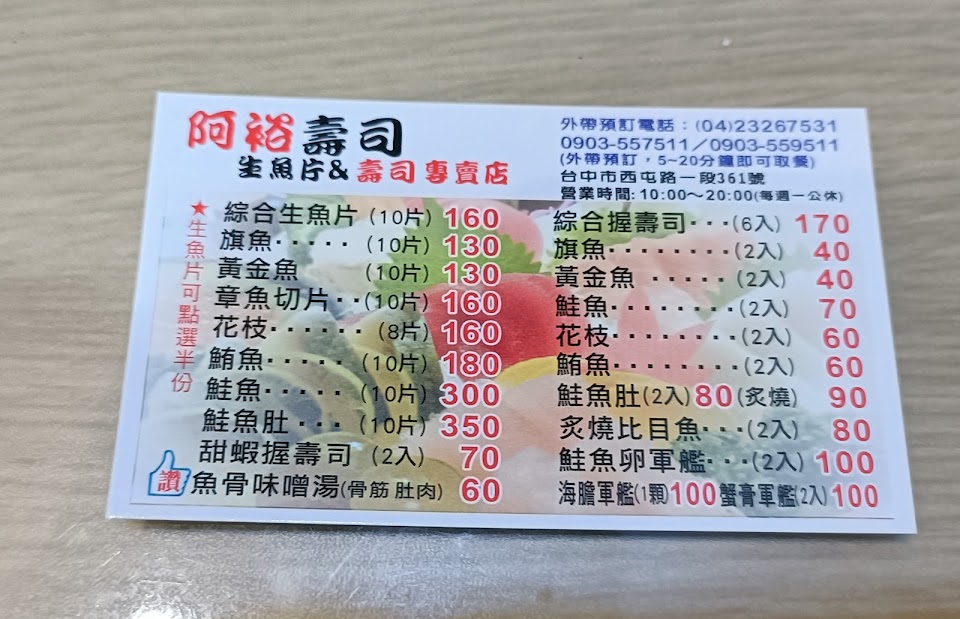 阿裕壽司
生魚片&壽司專賣店
外帶預訂電話：(04)23267531
0903-557511／0903-559511
(外帶預訂，5~20分鐘即可取餐)
台中市西屯路一段361號
營業時間: 10:00～20:00(每週一公休)
★生魚片可點選半份
綜合生魚片(10片) 160
旗魚·····(10片) 130
黃金魚 (10片) 130
章魚切片··(10片) 160
花枝······(8片) 160
鮪魚·····(10片) 180
鮭魚·····(10片) 300
鮭魚肚···(10片) 350
甜蝦握壽司 (2入) 70
讚 魚骨味噌湯(骨筋 肚肉) 60
綜合握壽司···(6入) 170
旗魚········(2入) 40
黃金魚 ·····(2入) 40
鮭魚········(2入) 70
花枝········(2入) 60
鮪魚········(2入) 60
鮭魚肚(2入) 80 (炙燒) 90
炙燒比目魚···(2入) 80
鮭魚卵軍艦···(2入) 100
海膽軍艦(1顆) 100 蟹膏軍艦(2入) 100